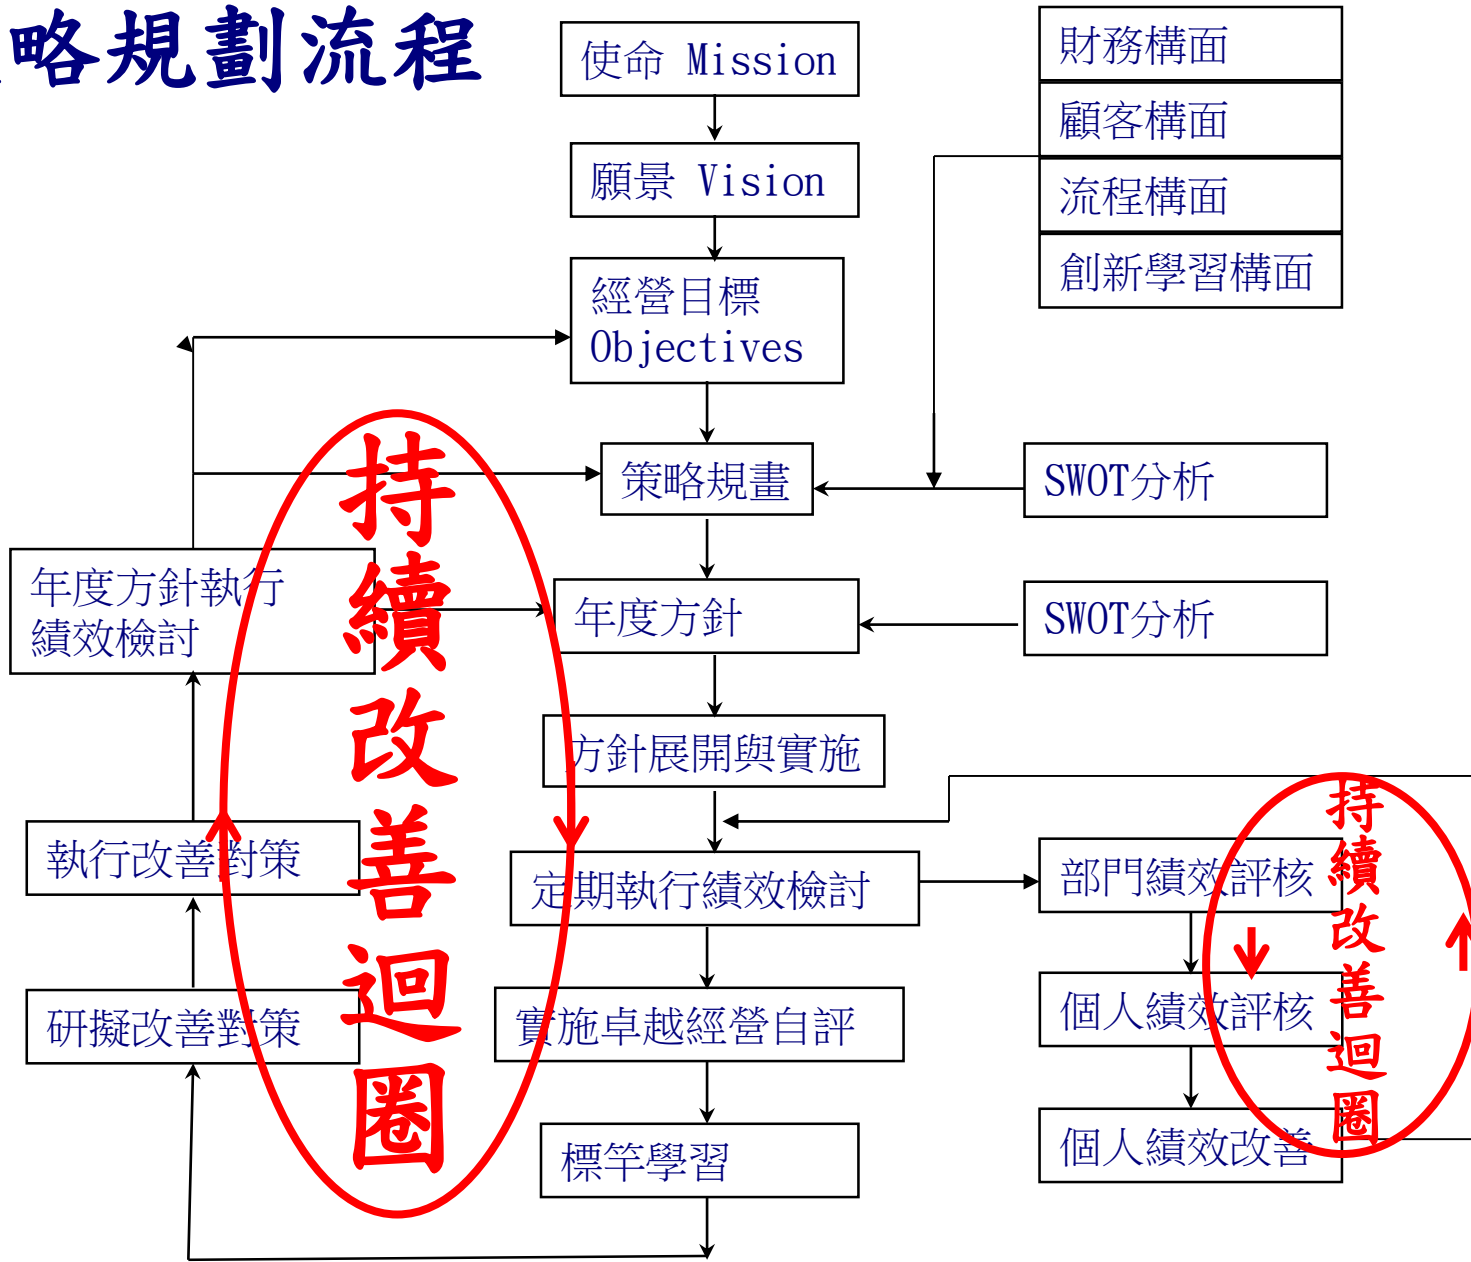 略規劃流程
使命 Mission
願景 Vision
經營目標
Objectives
策略規畫
年度方針
方針展開與實施
定期執行績效檢討
實施卓越經營自評
標竿學習
財務構面
顧客構面
流程構面
創新學習構面
SWOT分析
SWOT分析
年度方針執行
績效檢討
執行改善對策
研擬改善對策
持續改善迴圈
部門績效評核
個人績效評核
個人績效改善
持續改善迴圈